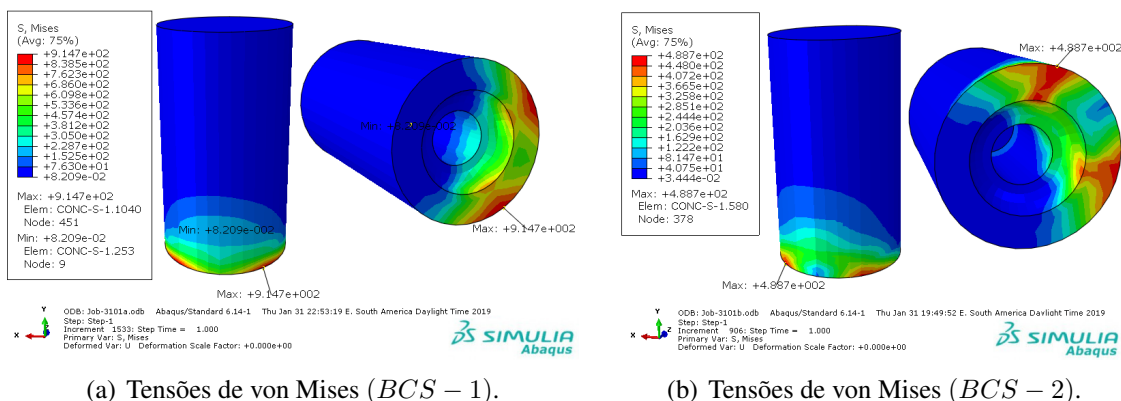 S, Mises
(Avg: 75%)
+9.147e+02
+8.385e+02
+7.623e+02
+6.860e+02
+6.098e+02
+5.336e+02
+4.574e+02
+3.812e+02
+3.050e+02
+2.287e+02
+1.525e+02
+7.630e+01
+8.209e-02
Max: +9.147e+02
Elem: CONC-S-1.1040
Node: 451
Min: +8.209e-02
Elem: CONC-S-1.253
Node: 9
Min: +8.209e-002
Max: +9.147e+002
Min: +8.209e-002
Max: +9.147e+002
Y
X
Z
ODB: Job-3101a.odb Abaqus/Standard 6.14-1 Thu Jan 31 22:53:19 E. South America Daylight Time 2019
Step: Step-1
Increment 1533: Step Time = 1.000
Primary Var: S, Mises
Deformed Var: U Deformation Scale Factor: +0.000e+00
SIMULIA
Abaqus
(a) Tensões de von Mises (BCS − 1).
S, Mises
(Avg: 75%)
+4.887e+02
+4.480e+02
+4.072e+02
+3.665e+02
+3.258e+02
+2.851e+02
+2.444e+02
+2.036e+02
+1.629e+02
+1.222e+02
+8.147e+01
+4.075e+01
+3.444e-02
Max: +4.887e+02
Elem: CONC-S-1.580
Node: 378
Max: +4.887e+002
Max: +4.887e+002
Y
X
Z
ODB: Job-3101b.odb Abaqus/Standard 6.14-1 Thu Jan 31 19:49:52 E. South America Daylight Time 2019
Step: Step-1
Increment 906: Step Time = 1.000
Primary Var: S, Mises
Deformed Var: U Deformation Scale Factor: +0.000e+00
SIMULIA
Abaqus
(b) Tensões de von Mises (BCS − 2).